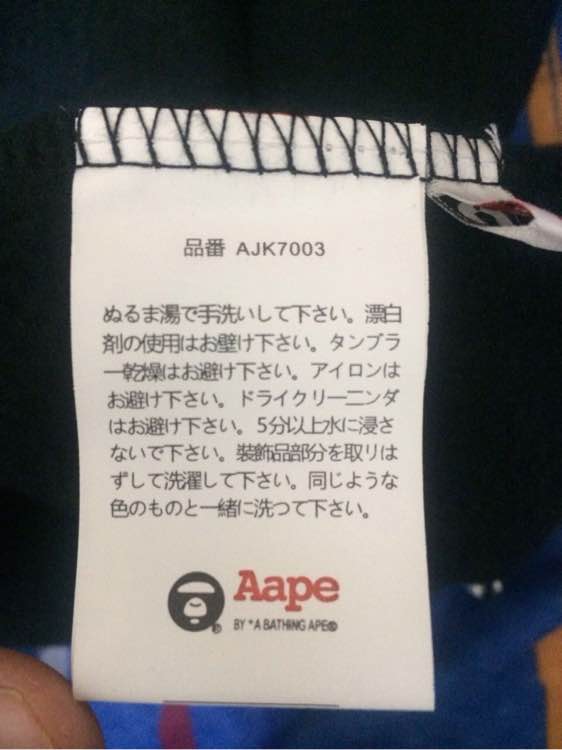 品番 AJK7003
ぬるま湯で手洗いして下さい。漂白
剤の使用はお壁け下さい。タンブラ
ー乾燥はお避け下さい。アイロンは
お避け下さい。ドライクリー二ンダ
はお避け下さい。5分以上水に浸さ
ないで下さい。装飾品部分を取りは
ずして洗濯して下さい。同じような
色のものと一緒に洗つて下さい。
Aape
BY *A BATHING APE®